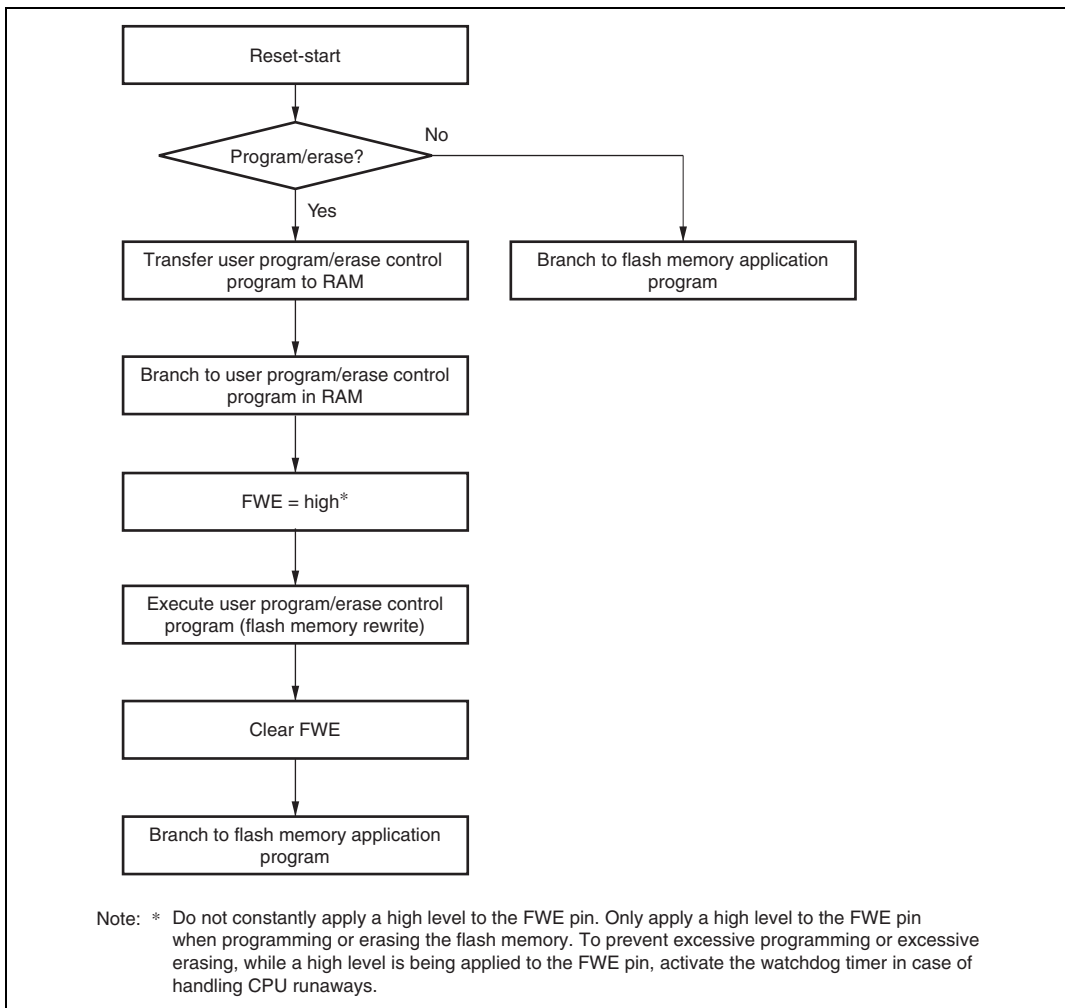 Reset-start
Program/erase?
No
Yes
Transfer user program/erase control
program to RAM
Branch to flash memory application
program
Branch to user program/erase control
program in RAM
FWE = high*
Execute user program/erase control
program (flash memory rewrite)
Clear FWE
Branch to flash memory application
program
Note: * Do not constantly apply a high level to the FWE pin. Only apply a high level to the FWE pin
when programming or erasing the flash memory. To prevent excessive programming or excessive
erasing, while a high level is being applied to the FWE pin, activate the watchdog timer in case of
handling CPU runaways.